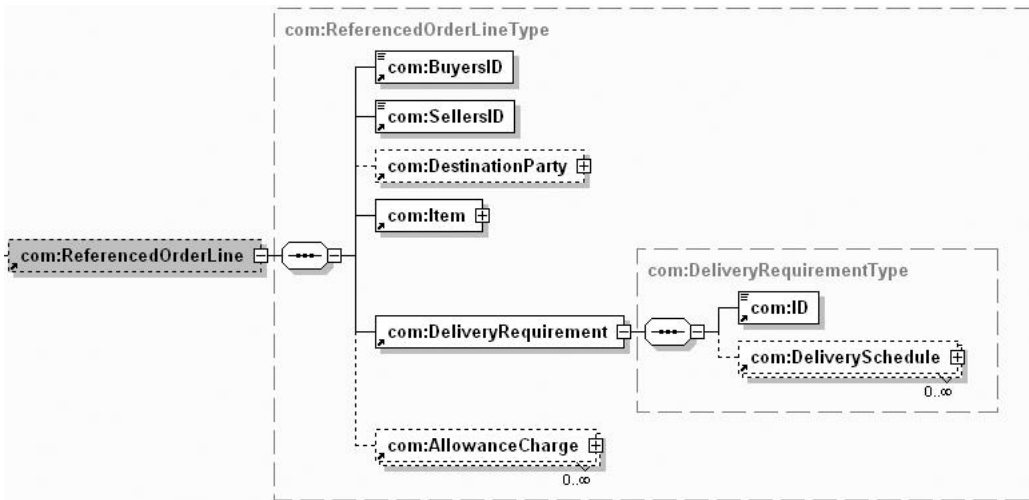 com:ReferencedOrderLineType
com:BuyersID
com:SellersID
com:DestinationParty
com:Item
com:ReferencedOrderLine
com:DeliveryRequirementType
com:ID
com:DeliveryRequirement
com:DeliverySchedule
0..∞
com:AllowanceCharge
0..∞